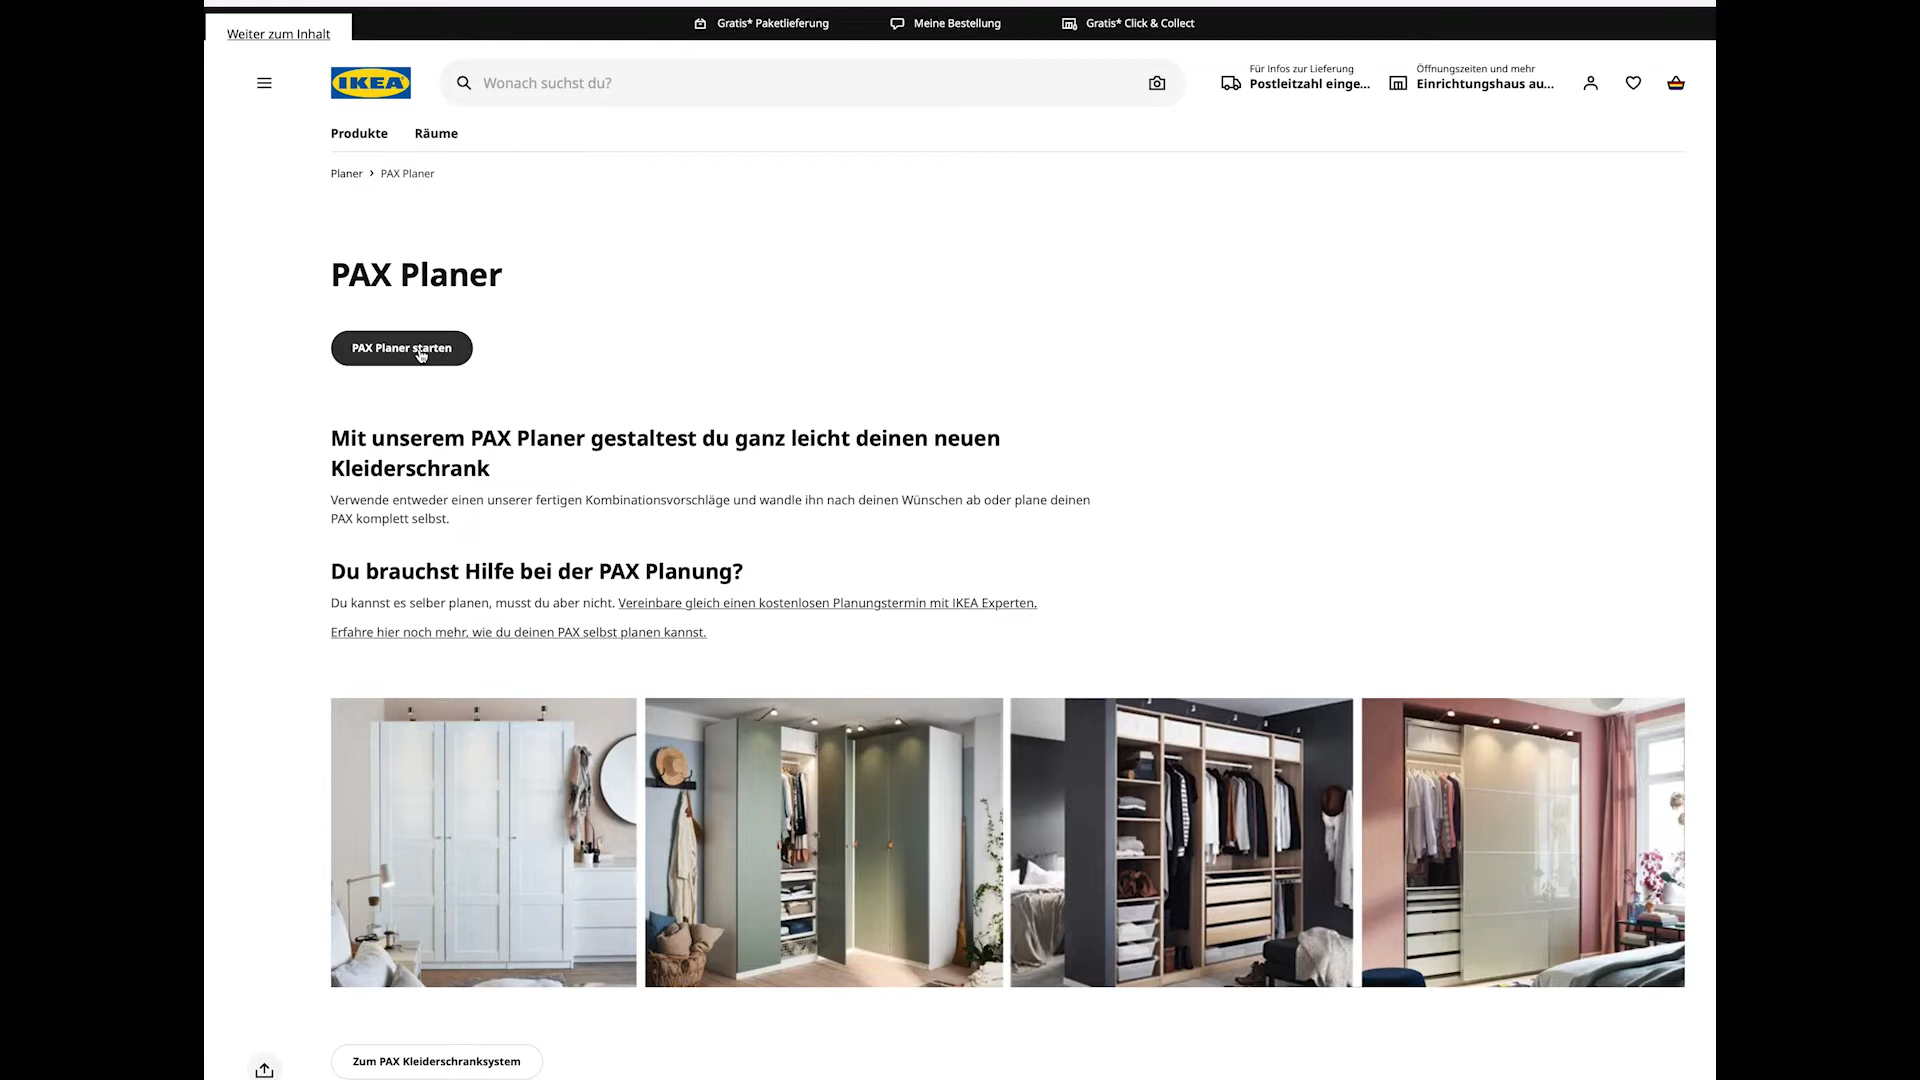 Weiter zum Inhalt
Gratis* Paketlieferung
Meine Bestellung
Gratis* Click & Collect
IKEA
Wonach suchst du?
Für Infos zur Lieferung
Postleitzahl einge...
Öffnungszeiten und mehr
Einrichtungshaus au...
Produkte
Räume
Planer > PAX Planer
PAX Planer
PAX Planer starten
Mit unserem PAX Planer gestaltest du ganz leicht deinen neuen
Kleiderschrank
Verwende entweder einen unserer fertigen Kombinationsvorschläge und wandle ihn nach deinen Wünschen ab oder plane deinen
PAX komplett selbst.
Du brauchst Hilfe bei der PAX Planung?
Du kannst es selber planen, musst du aber nicht. Vereinbare gleich einen kostenlosen Planungstermin mit IKEA Experten.
Erfahre hier noch mehr, wie du deinen PAX selbst planen kannst.
Zum PAX Kleiderschranksystem